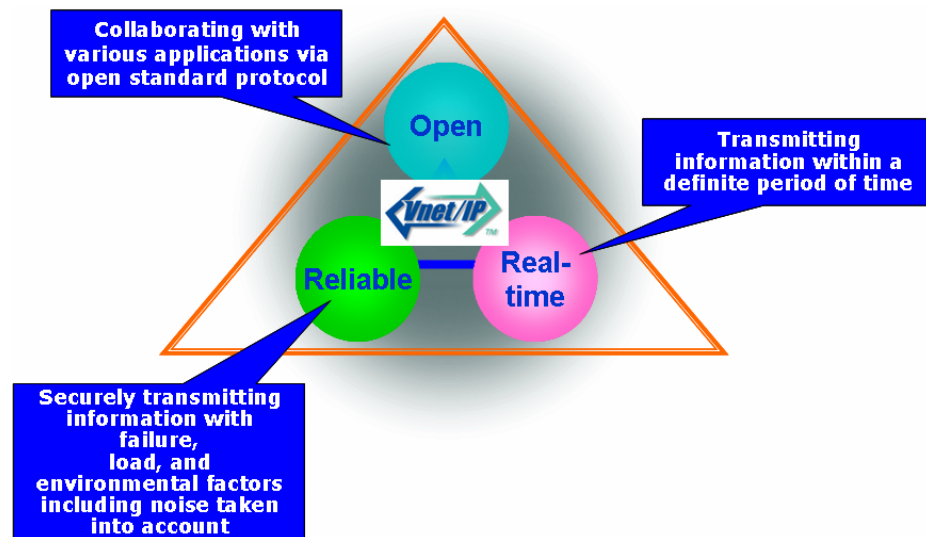 Collaborating with
various applications via
open standard protocol
Open
Transmitting
information within a
definite period of time
Vnet/IP
TM
Reliable
Real-
time
Securely transmitting
information with
failure,
load, and
environmental factors
including noise taken
into account